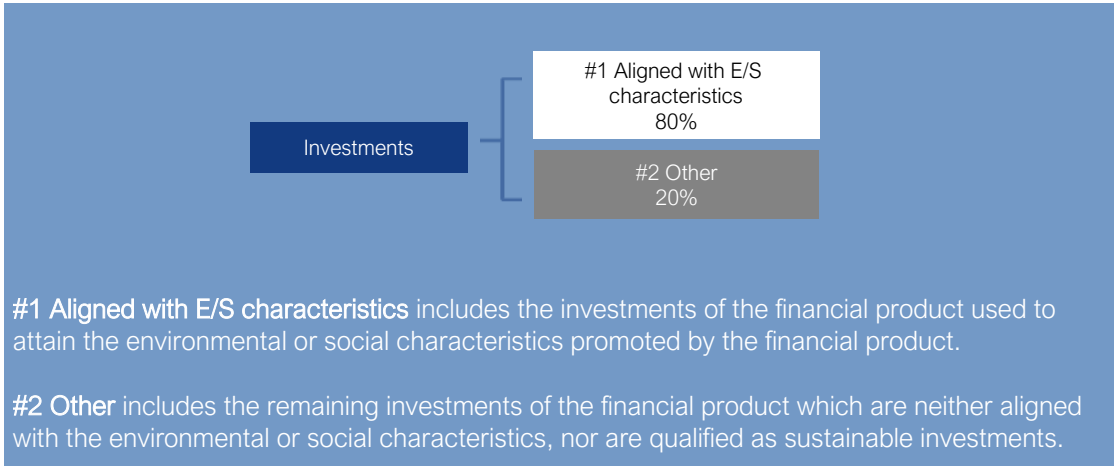 #1 Aligned with E/S
characteristics
80%
Investments
#2 Other
20%
#1 Aligned with E/S characteristics includes the investments of the financial product used to
attain the environmental or social characteristics promoted by the financial product.
#2 Other includes the remaining investments of the financial product which are neither aligned
with the environmental or social characteristics, nor are qualified as sustainable investments.